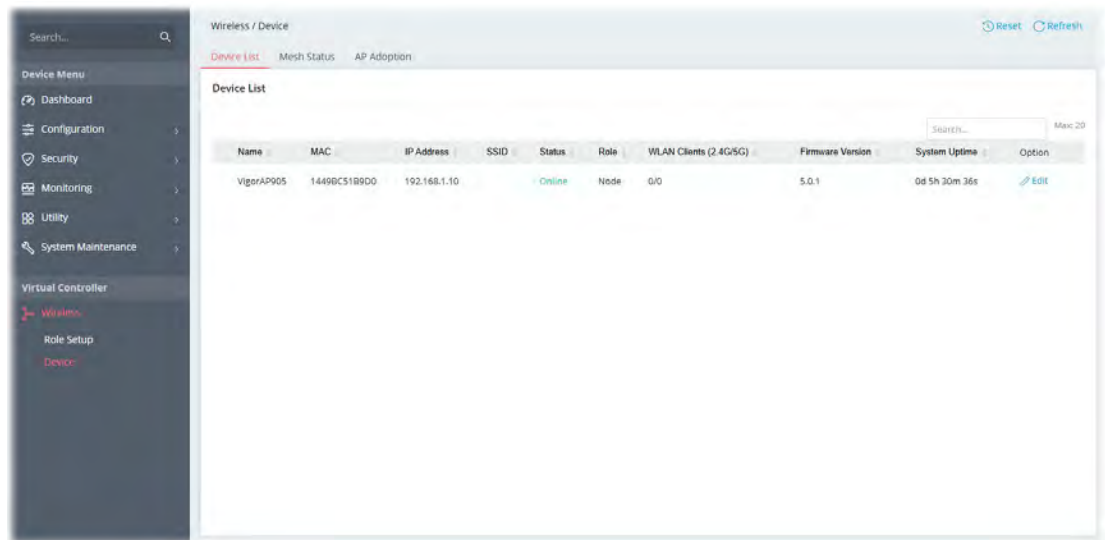 Search...
Device Menu
Dashboard
Configuration
Security
Monitoring
Utility
System Maintenance
Virtual Controller
Wireless
Role Setup
Device
Wireless / Device
Reset Refresh
Device List Mesh Status AP Adoption
Device List
Search... Max: 20
Name MAC IP Address SSID Status Role WLAN Clients (2.4G/5G) Firmware Version System Uptime Option
VigorAP905 1449BC51B9D0 192.168.1.10 Online Node 0/0 5.0.1 0d 5h 30m 36s Edit